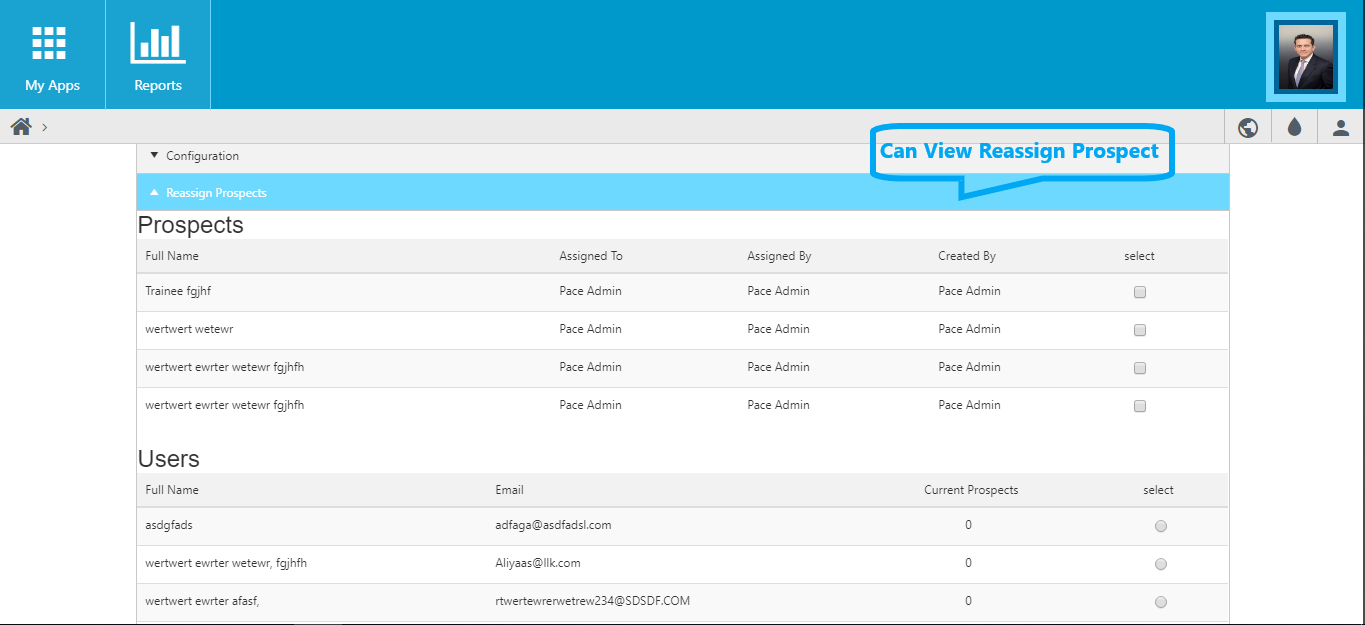 My Apps
Reports
Can View Reassign Prospect
Configuration
Reassign Prospects
Prospects
Full Name Assigned To Assigned By Created By select
Trainee fgjhf Pace Admin Pace Admin Pace Admin
wertwert wetewr Pace Admin Pace Admin Pace Admin
wertwert ewrter wetewr fgjhfh Pace Admin Pace Admin Pace Admin
wertwert ewrter wetewr fgjhfh Pace Admin Pace Admin Pace Admin
Users
Full Name Email Current Prospects select
asdgfads adfaga@asdfadsl.com 0
wertwert ewrter wetewr, fgjhfh Aliyaas@llk.com 0
wertwert ewrter afasf, rtwertewrerwetrew234@SDSDF.COM 0